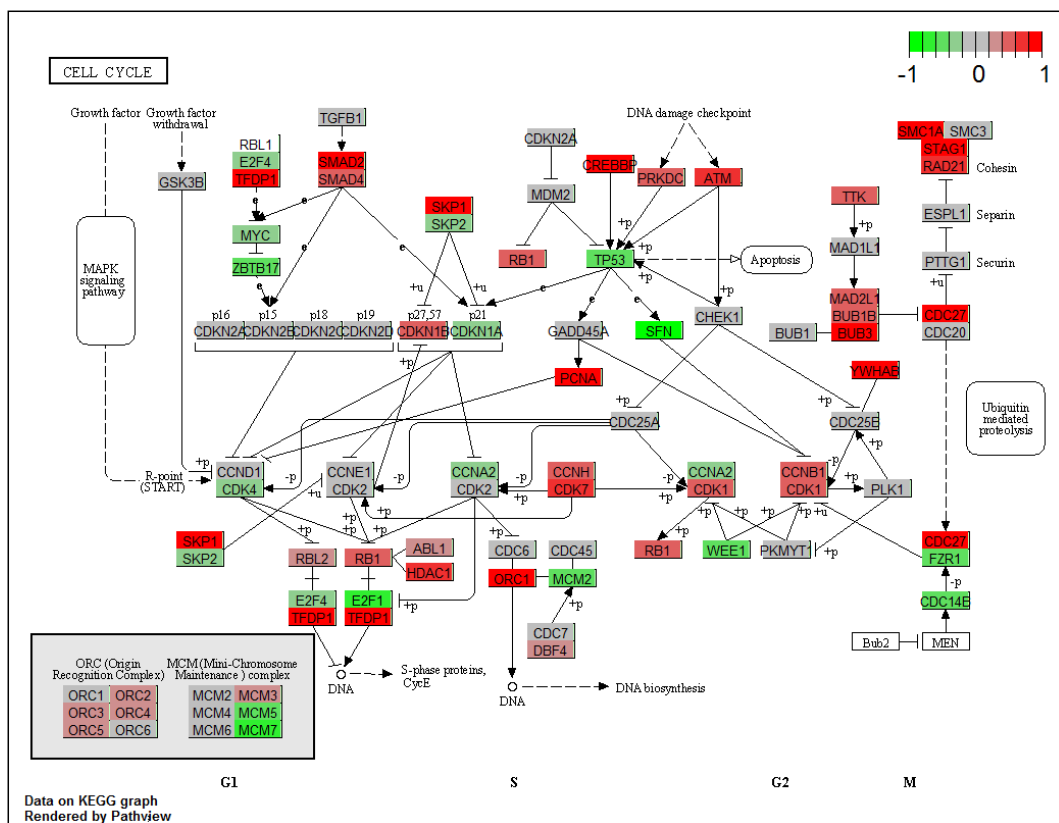 -1 0 1
CELL CYCLE
Growth factor
Growth factor
withdrawal
TGFB1
DNA damage checkpoint
RBL1
E2F4
TFDP1
SMAD2
SMAD4
CDKN2A
CREBBP
PRKDC
ATM
SMC1A SMC3
STAG1
RAD21
Cohesin
GSK3B
MDM2
TTK
e
e
SKP1
SKP2
+p
+p
MYC
ESPL1 Separin
RB1
TP53
+p
MAD1L1
MAPK
signaling
pathway
ZBTB17
e
e
Apoptosis
PTTG1 Securin
+u
+u
+p
e
e
e
+p
+u
MAD2L1
BUB1B
BUB3
BUB1
CDC27
CDC20
p16 p15 p18 p19
CDKN2A CDKN2B CDKN2C CDKN2D
p27,57 p21
CDKN1B CDKN1A
GADD45A
SFN
CHEK1
+p
PCNA
YWHAB
+p
+p
CDC25A
CDC25B
Ubiquitin
mediated
proteolysis
+p
R-point
(START)
+p
CCND1
CDK4
-p
CCNE1
CDK2
-p
+u
CCNA2
CDK2
-p
+p
CCNH
CDK7
-p
+p
CCNA2
CDK1
CCNB1
CDK1
-p
+p
PLK1
+p
+p
+p
+p
+p
+p
+p
+p
+u
SKP1
SKP2
RBL2
RB1
ABL1
HDAC1
CDC6 CDC45
ORC1 MCM2
RB1
WEE1
PKMYT1
+p
CDC27
FZR1
-p
E2F4
TFDP1
E2F1
TFDP1
+p
+p
CDC7
DBF4
CDC14B
Bub2 MEN
DNA
S-phase proteins,
CycE
DNA
DNA biosynthesis
ORC (Origin
Recognition Complex)
MCM (Mini-Chromosome
Maintenance ) complex
ORC1 ORC2 MCM2 MCM3
ORC3 ORC4 MCM4 MCM5
ORC5 ORC6 MCM6 MCM7
G1 S G2 M
Data on KEGG graph
Rendered by Pathview